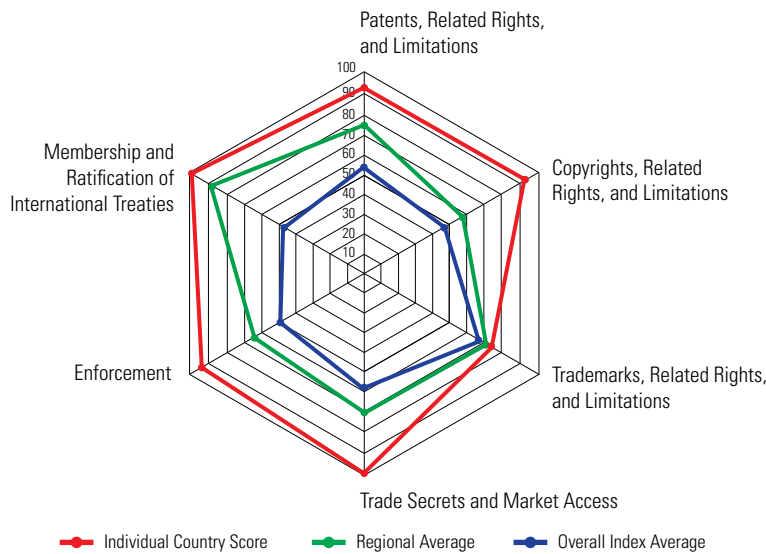 Patents, Related Rights,
and Limitations
100
90
80
70
60
50
40
30
20
10
Membership and
Ratification of
International Treaties
Copyrights, Related
Rights, and Limitations
Enforcement
Trademarks, Related Rights,
and Limitations
Trade Secrets and Market Access
Individual Country Score
Regional Average
Overall Index Average